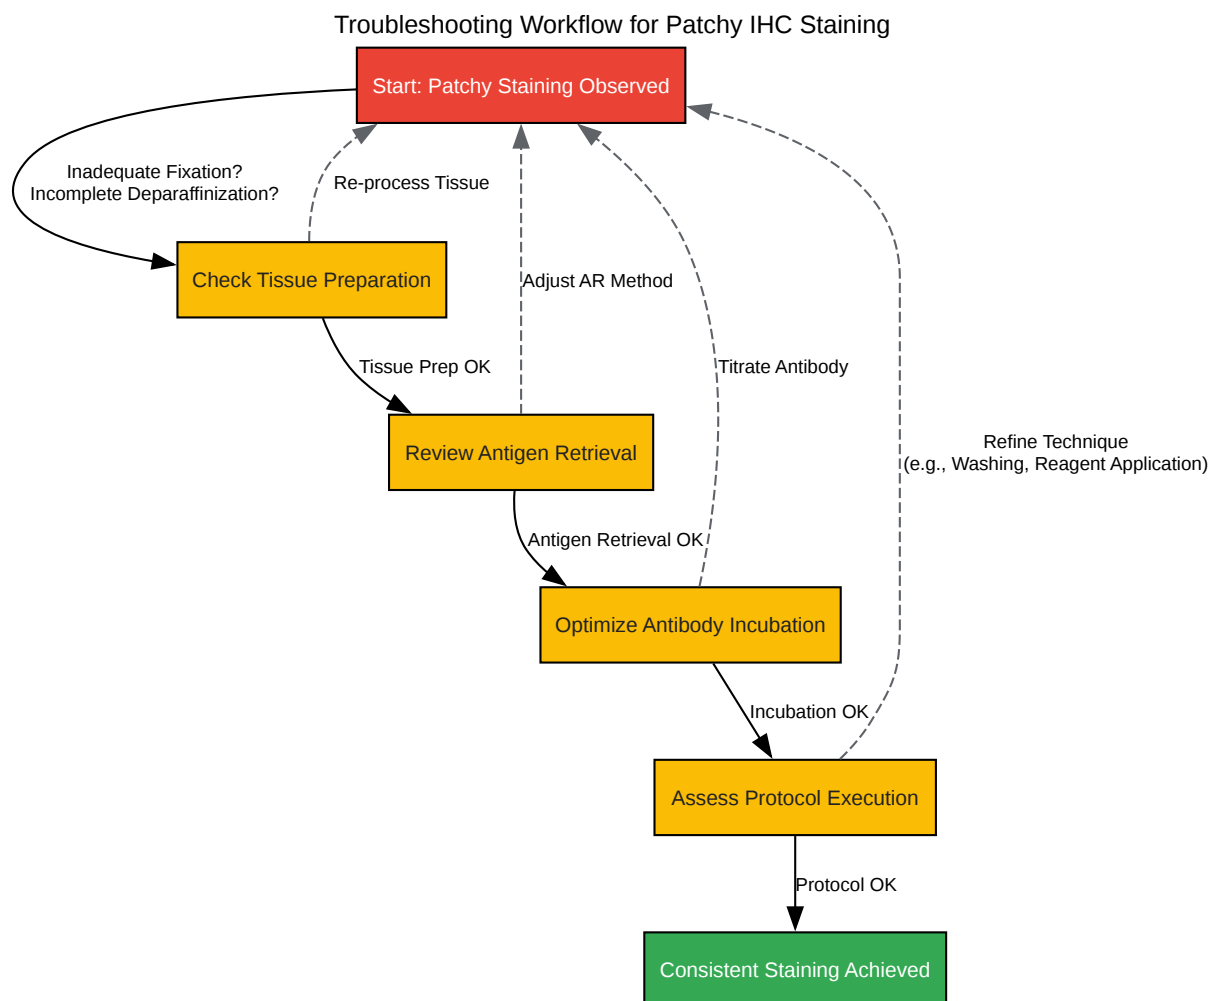 Troubleshooting Workflow for Patchy IHC Staining
Start: Patchy Staining Observed
Inadequate Fixation?
Incomplete Deparaffinization?
Re-process Tissue
Check Tissue Preparation
Adjust AR Method
Tissue Prep OK
Titrate Antibody
Review Antigen Retrieval
Refine Technique
(e.g., Washing, Reagent Application)
Antigen Retrieval OK
Optimize Antibody Incubation
Incubation OK
Assess Protocol Execution
Protocol OK
Consistent Staining Achieved